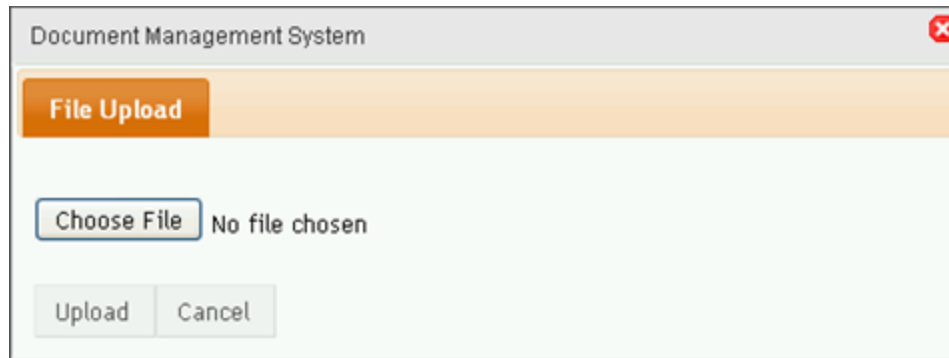 Document Management System
File Upload
Choose File No file chosen
Upload Cancel